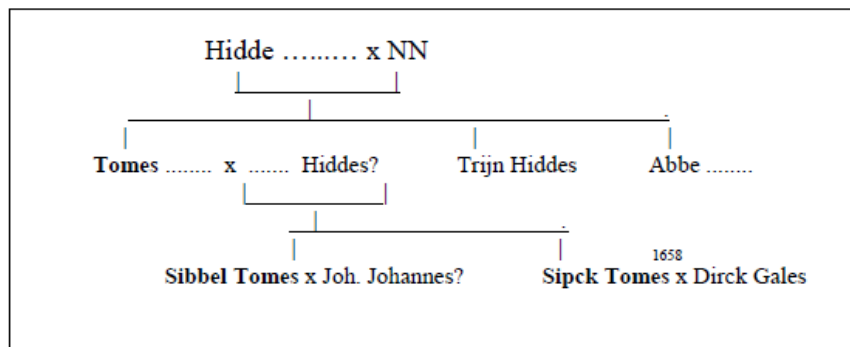 Hidde …...… x NN
Tomes ........ x ....... Hiddes? Trijn Hiddes Abbe ........
1658
Sibbel Tomes x Joh. Johannes? Sipck Tomes x Dirck Gales